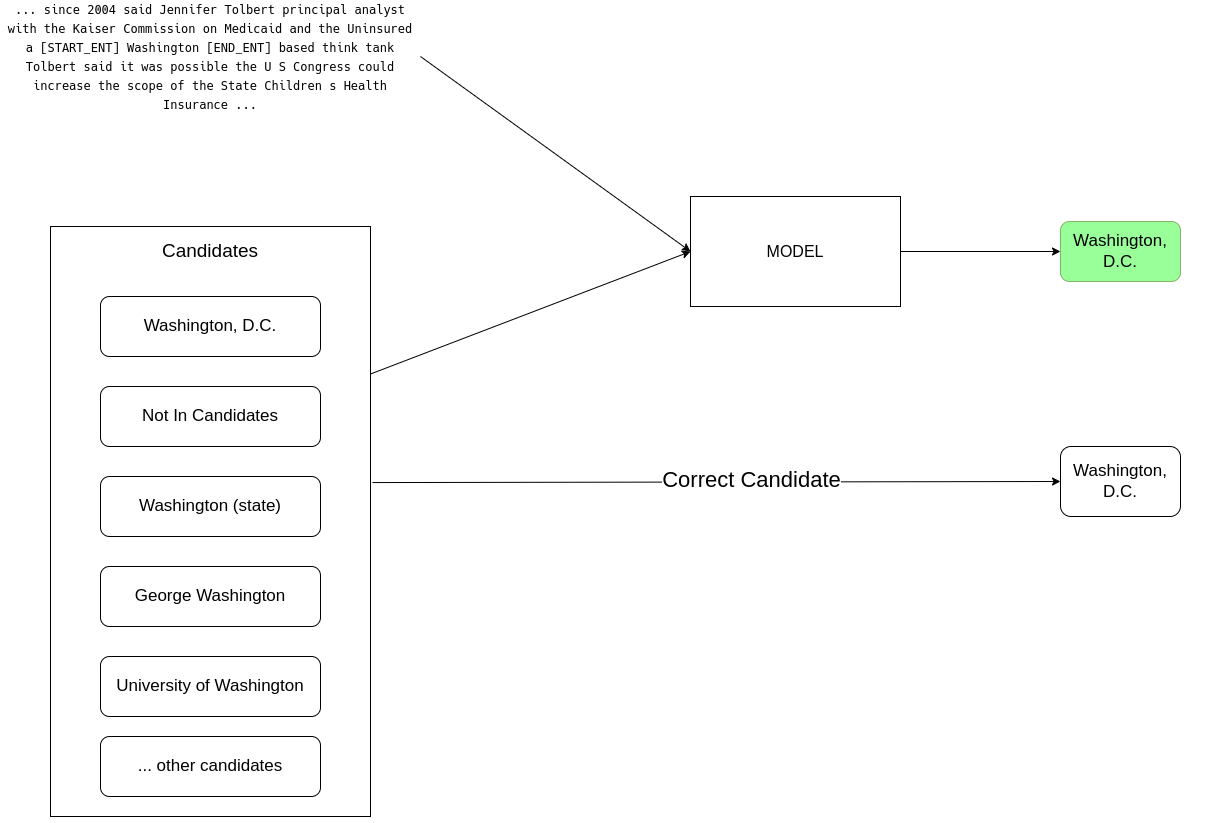 ... since 2004 said Jennifer Tolbert principal analyst
with the Kaiser Commission on Medicaid and the Uninsured
a [START_ENT] Washington [END_ENT] based think tank
Tolbert said it was possible the U S Congress could
increase the scope of the State Children s Health
Insurance ...
Candidates
Washington, D.C.
Not In Candidates
Washington (state)
George Washington
University of Washington
... other candidates
MODEL
Washington,
D.C.
Correct Candidate
Washington,
D.C.